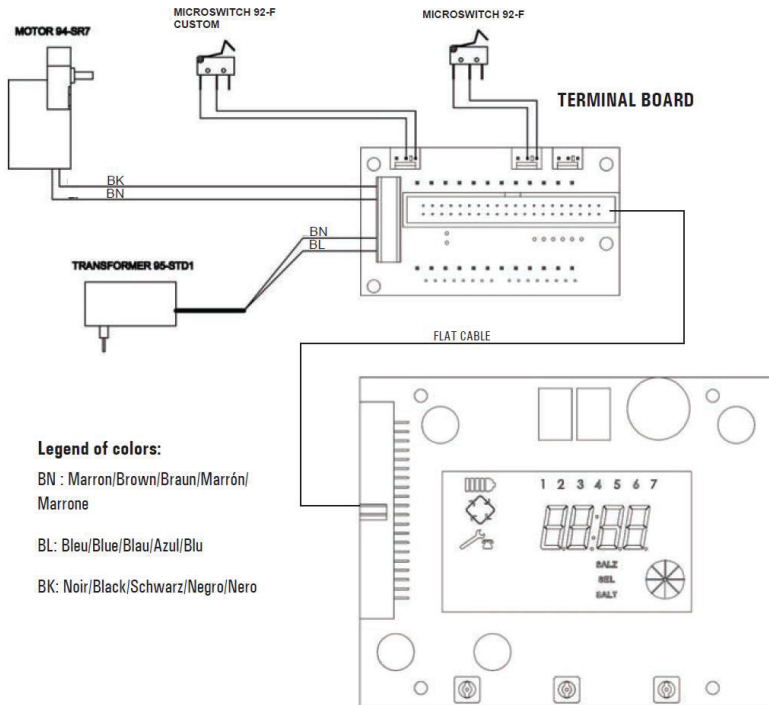 MICROSWITCH 92-F
CUSTOM
MICROSWITCH 92-F
MOTOR 94-SR7
TERMINAL BOARD
BK
BN
BN
BL
TRANSFORMER 95-STD1
FLAT CABLE
Legend of colors:
BN : Marron/Brown/Braun/Marrón/
Marrone
BL: Bleu/Blue/Blau/Azul/Blu
BK: Noir/Black/Schwarz/Negro/Nero
1 2 3 4 5 6 7
88:88
SALZ
SEL
SALT